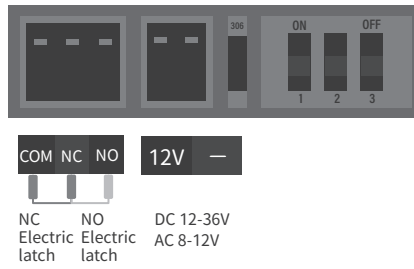 306
ON OFF
1 2 3
COM NC NO
12V —
NC NO DC 12-36V
Electric Electric AC 8-12V
latch latch